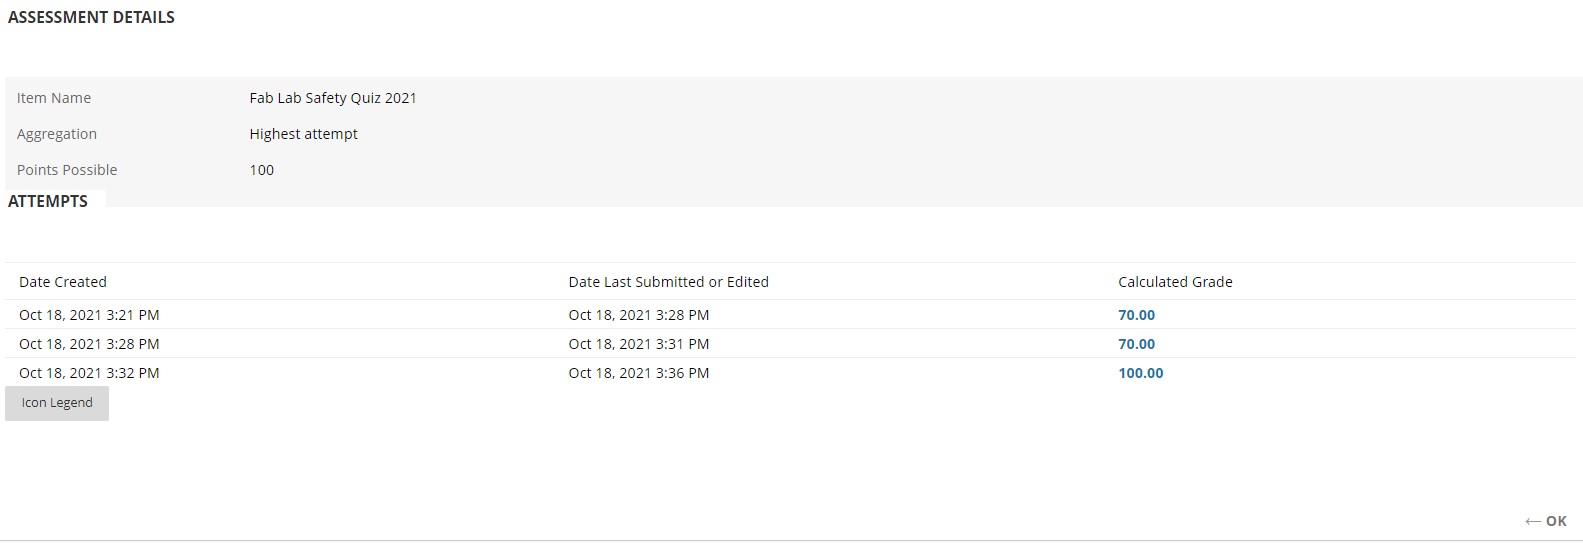 ASSESSMENT DETAILS
Item Name Fab Lab Safety Quiz 2021
Aggregation Highest attempt
Points Possible 100
ATTEMPTS
Date Created Date Last Submitted or Edited Calculated Grade
Oct 18, 2021 3:21 PM Oct 18, 2021 3:28 PM 70.00
Oct 18, 2021 3:28 PM Oct 18, 2021 3:31 PM 70.00
Oct 18, 2021 3:32 PM Oct 18, 2021 3:36 PM 100.00
Icon Legend
← OK